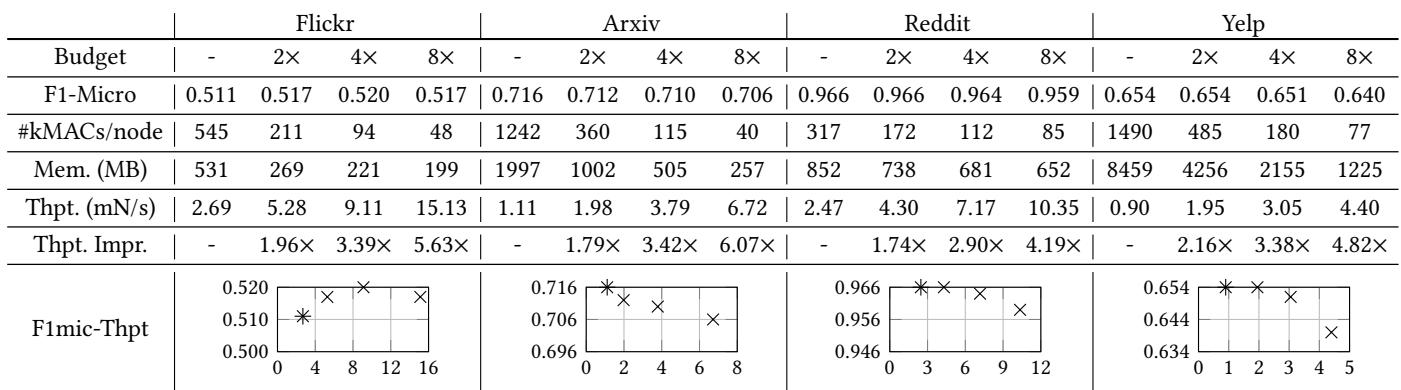 Flickr Arxiv Reddit Yelp
Budget - 2× 4× 8× - 2× 4× 8× - 2× 4× 8× - 2× 4× 8×
F1-Micro 0.511 0.517 0.520 0.517 0.716 0.712 0.710 0.706 0.966 0.966 0.964 0.959 0.654 0.654 0.651 0.640
#kMACs/node 545 211 94 48 1242 360 115 40 317 172 112 85 1490 485 180 77
Mem. (MB) 531 269 221 199 1997 1002 505 257 852 738 681 652 8459 4256 2155 1225
Thpt. (mN/s) 2.69 5.28 9.11 15.13 1.11 1.98 3.79 6.72 2.47 4.30 7.17 10.35 0.90 1.95 3.05 4.40
Thpt. Impr. - 1.96× 3.39× 5.63× - 1.79× 3.42× 6.07× - 1.74× 2.90× 4.19× - 2.16× 3.38× 4.82×
0.520 0.716 0.966 0.654
F1mic-Thpt 0.510 0.706 0.956 0.644
0.500 0.696 0.946 0.634
0 4 8 12 16 0 2 4 6 8 0 3 6 9 12 0 1 2 3 4 5